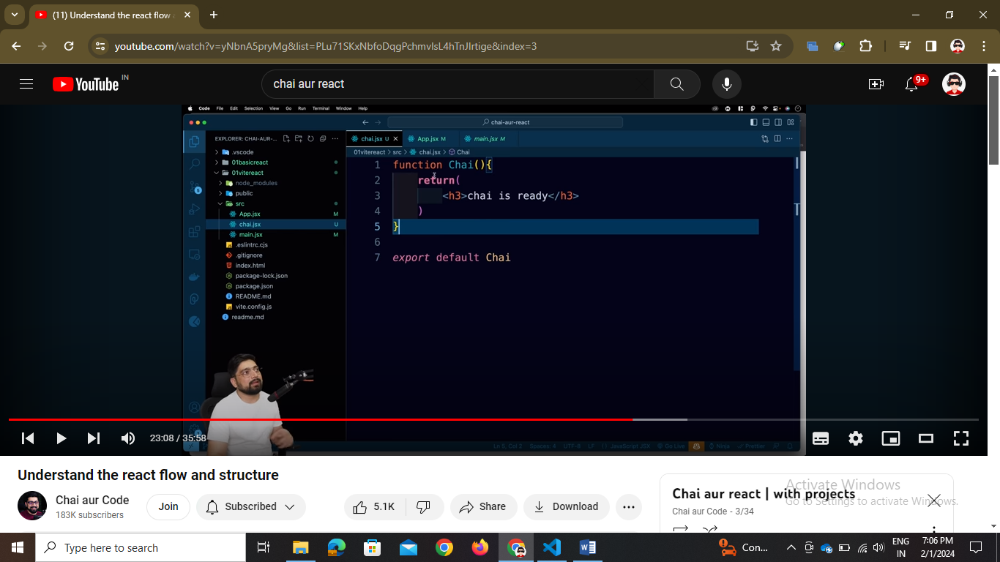 (11) Understand the react flow a
youtube.com/watch?v=yNbnA5pryMg&list=PLu71SKxNbfoDqgPchmvIsL4hTnJIrtige&index=3
YouTube IN
chai aur react
9+
Code File Edit Selection View Go Run Terminal Window Help
chai-aur-react
EXPLORER: CHAI-AUR-...
chai.jsx U
App.jsx M
main.jsx M
01vitereact > src > chai.jsx > Chai
.vscode
01basicreact
01vitereact
node_modules
public
src
App.jsx M
chai.jsx U
main.jsx M
.eslintrc.cjs
.gitignore
index.html
package-lock.json
package.json
README.md
vite.config.js
readme.md
1 function Chai(){
2 return(
3 <h3>chai is ready</h3>
4 )
5 }
6
7 export default Chai
Ln 5, Col 2 Spaces: 4 UTF-8 LF JavaScript JSX Go Live Ninja Prettier
23:08 / 35:58
Understand the react flow and structure
Chai aur Code
183K subscribers
Join
Subscribed
5.1K
Share
Download
Chai aur react | with projects
Chai aur Code - 3/34
Activate Windows
Go to Settings to activate Windows.
Type here to search
Con...
ENG
IN
7:06 PM
2/1/2024